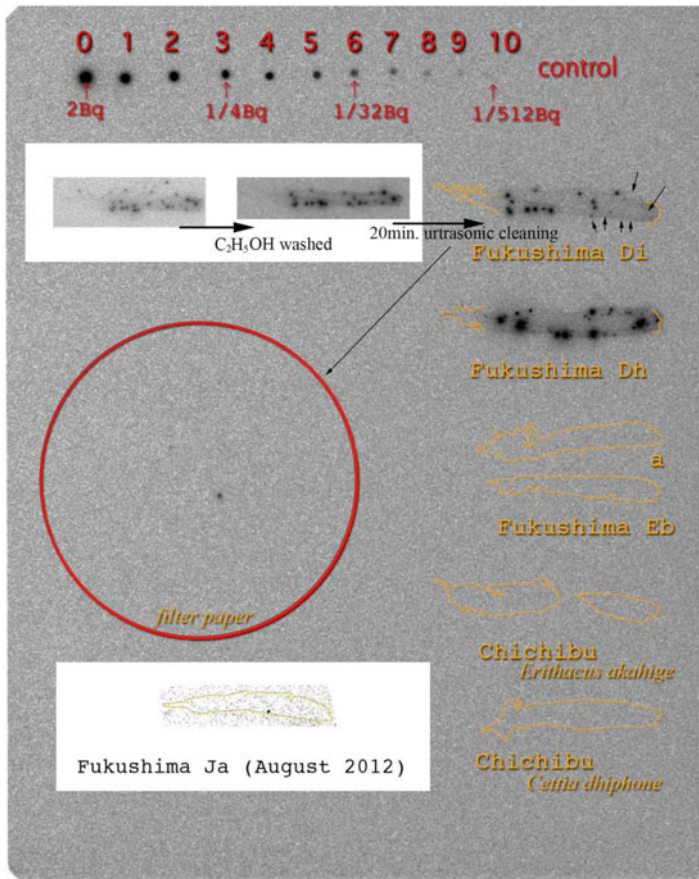 0 1 2 3 4 5 6 7 8 9 10
control
2Bq 1/4Bq 1/32Bq 1/512Bq
C₂H₅OH washed
20min. urtrasonic cleaning
Fukushima Di
Fukushima Dh
a
Fukushima Eb
filter paper
Chichibu
Erithacus akahige
Chichibu
Cettia dhiphone
Fukushima Ja (August 2012)